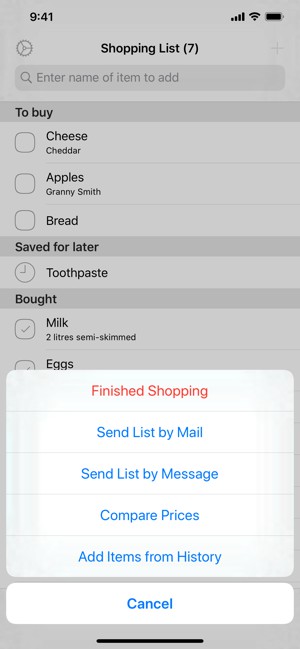 9:41
Shopping List (7)
Enter name of item to add
To buy
Cheese
Cheddar
Apples
Granny Smith
Bread
Saved for later
Toothpaste
Bought
Milk
2 litres semi-skimmed
Eggs
Finished Shopping
Send List by Mail
Send List by Message
Compare Prices
Add Items from History
Cancel